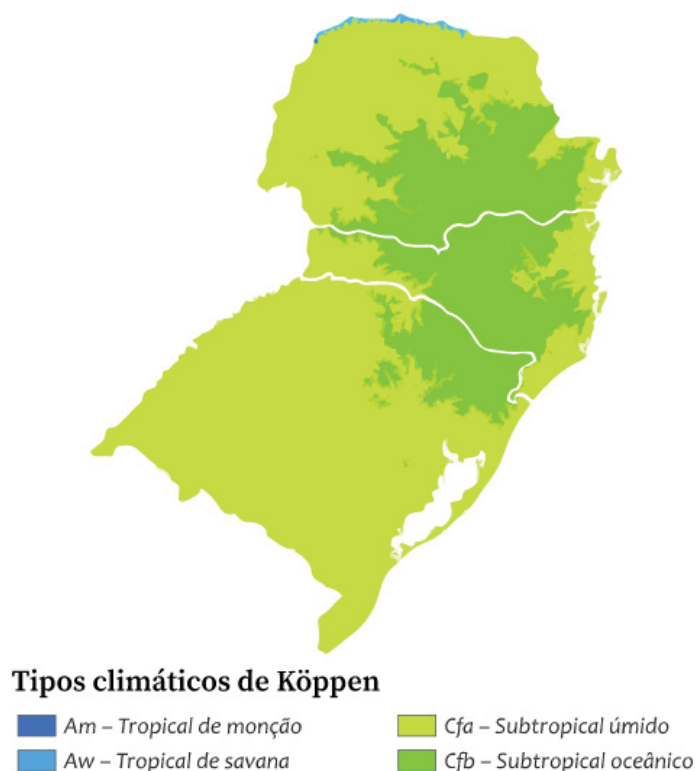 Tipos climáticos de Köppen
Am – Tropical de monção
Cfa – Subtropical úmido
Aw – Tropical de savana
Cfb – Subtropical oceânico